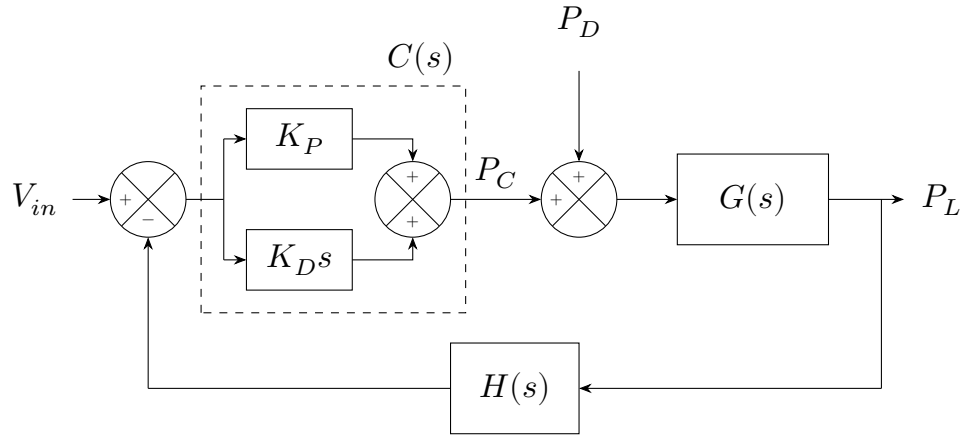 P_D
C(s)
K_P
+
V_in
+
−
P_C
+
+
+
G(s)
P_L
+
K_D s
H(s)